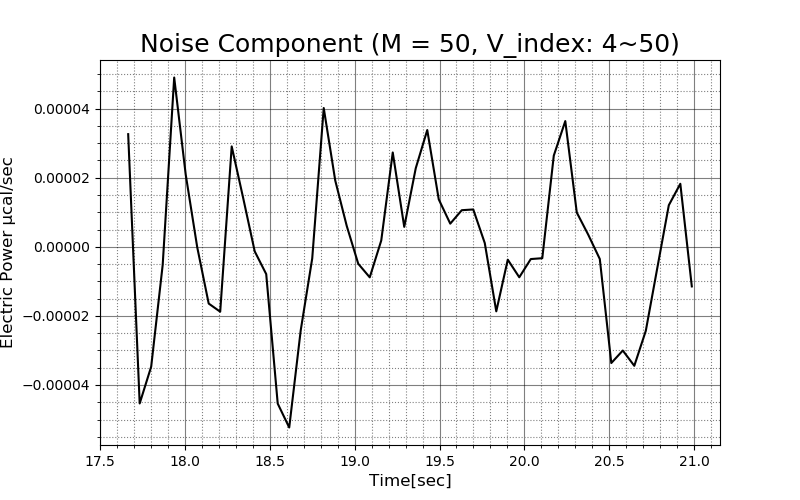 Noise Component (M = 50, V_index: 4~50)
Electric Power μcal/sec
0.00004
0.00002
0.00000
−0.00002
−0.00004
17.5 18.0 18.5 19.0 19.5 20.0 20.5 21.0
Time[sec]